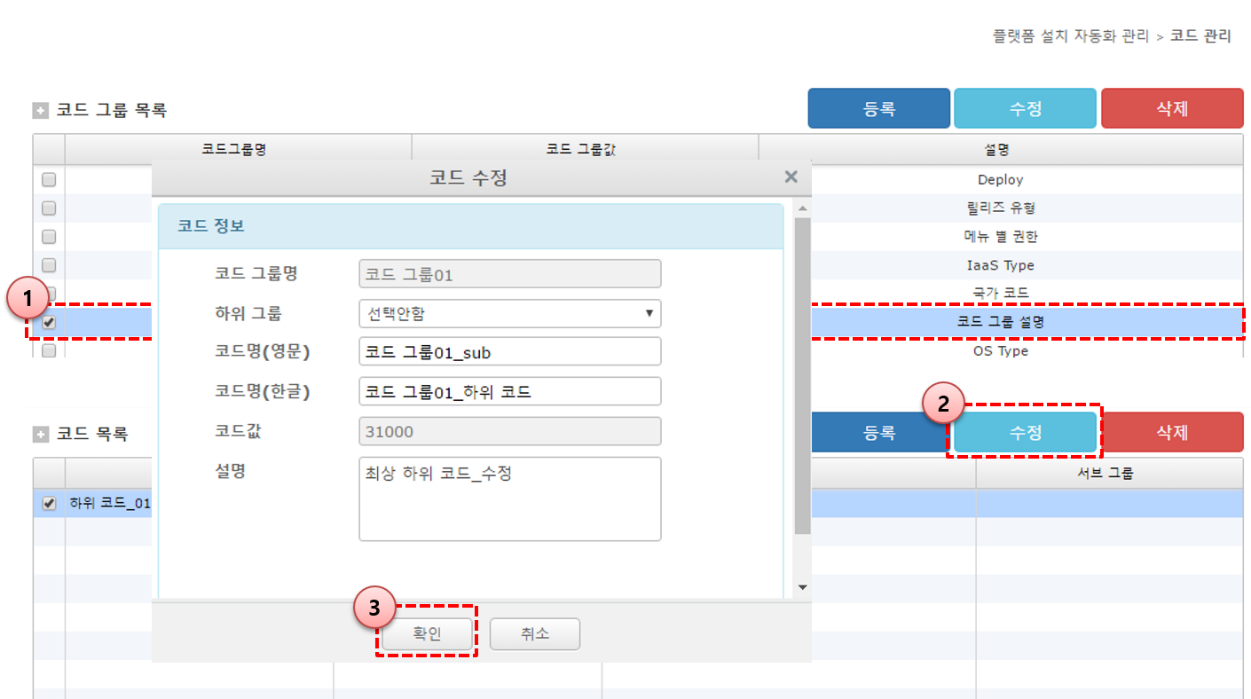 플랫폼 설치 자동화 관리 > 코드 관리
코드 그룹 목록
등록 수정 삭제
코드그룹명 코드 그룹값 설명
코드 수정
Deploy
릴리즈 유형
코드 정보
메뉴 별 권한
IaaS Type
코드 그룹명 코드 그룹01
국가 코드
1
하위 그룹 선택안함
코드 그룹 설명
코드명(영문) 코드 그룹01_sub
OS Type
코드명(한글) 코드 그룹01_하위 코드
2
코드 목록
코드값 31000
등록 수정 삭제
설명 최상 하위 코드_수정
서브 그룹
하위 코드_01
3
확인 취소